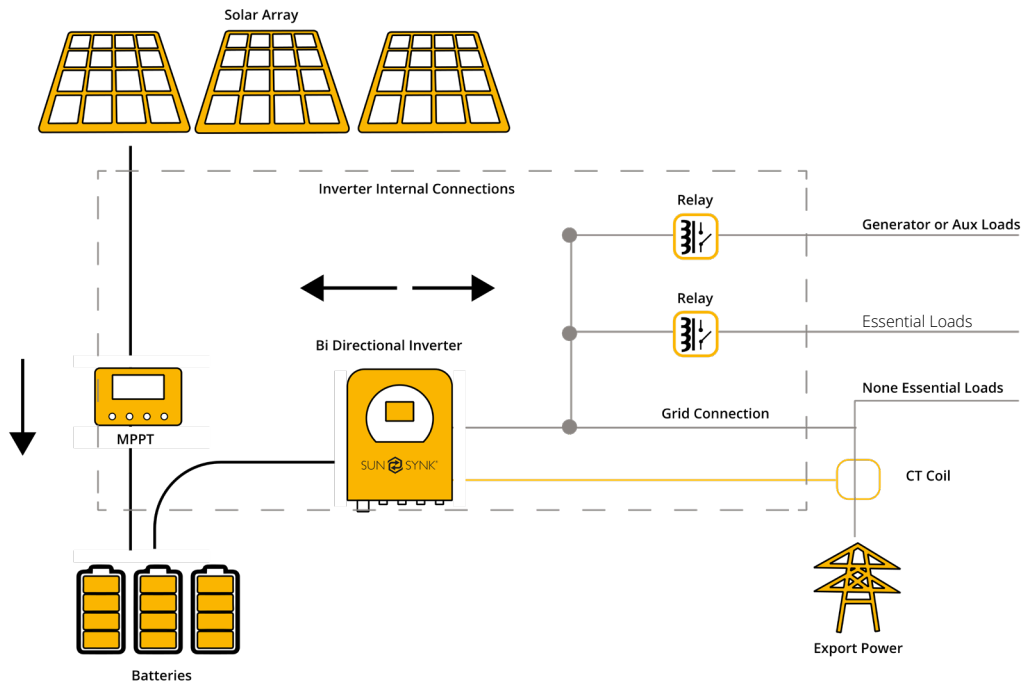 Solar Array
Inverter Internal Connections
Relay
Generator or Aux Loads
Relay
Essential Loads
Bi Directional Inverter
None Essential Loads
Grid Connection
MPPT
SUN SYNK
CT Coil
Export Power
Batteries